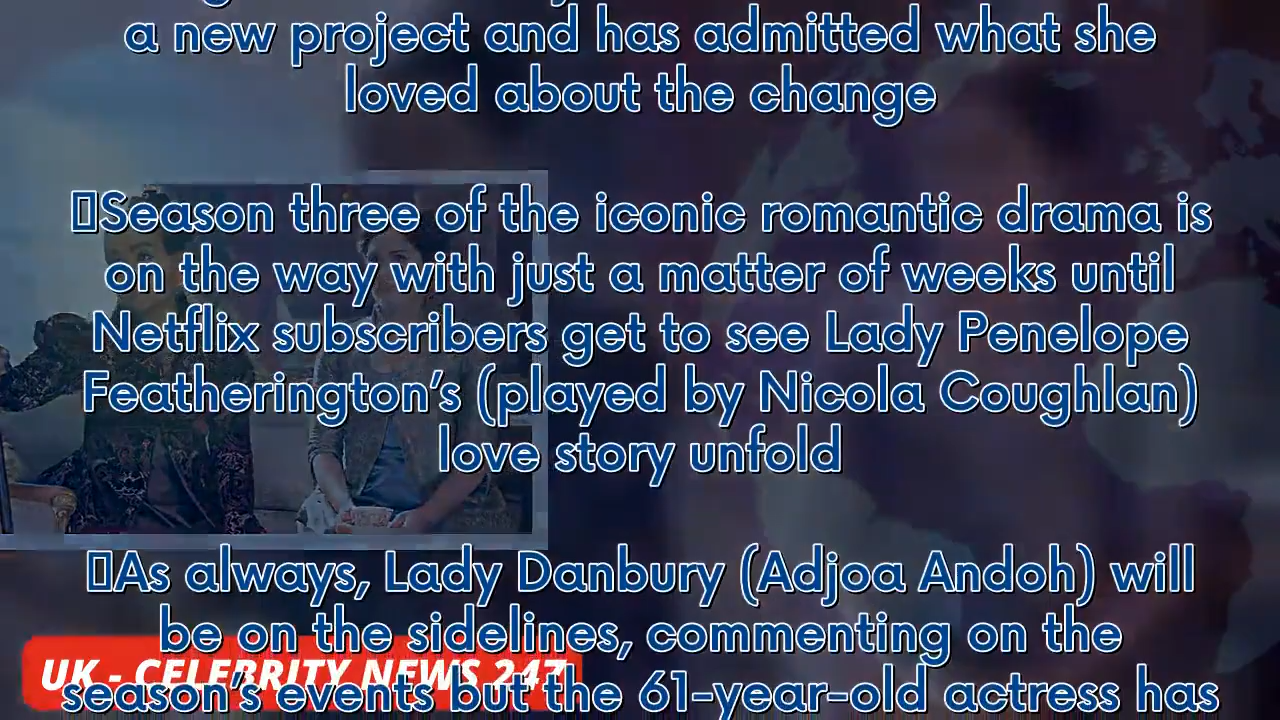 a new project and has admitted what she
loved about the change
Season three of the iconic romantic drama is
on the way with just a matter of weeks until
Netflix subscribers get to see Lady Penelope
Featherington’s (played by Nicola Coughlan)
love story unfold
As always, Lady Danbury (Adjoa Andoh) will
be on the sidelines, commenting on the
UK - CELEBRITY NEWS 247
season’s events but the 61-year-old actress has